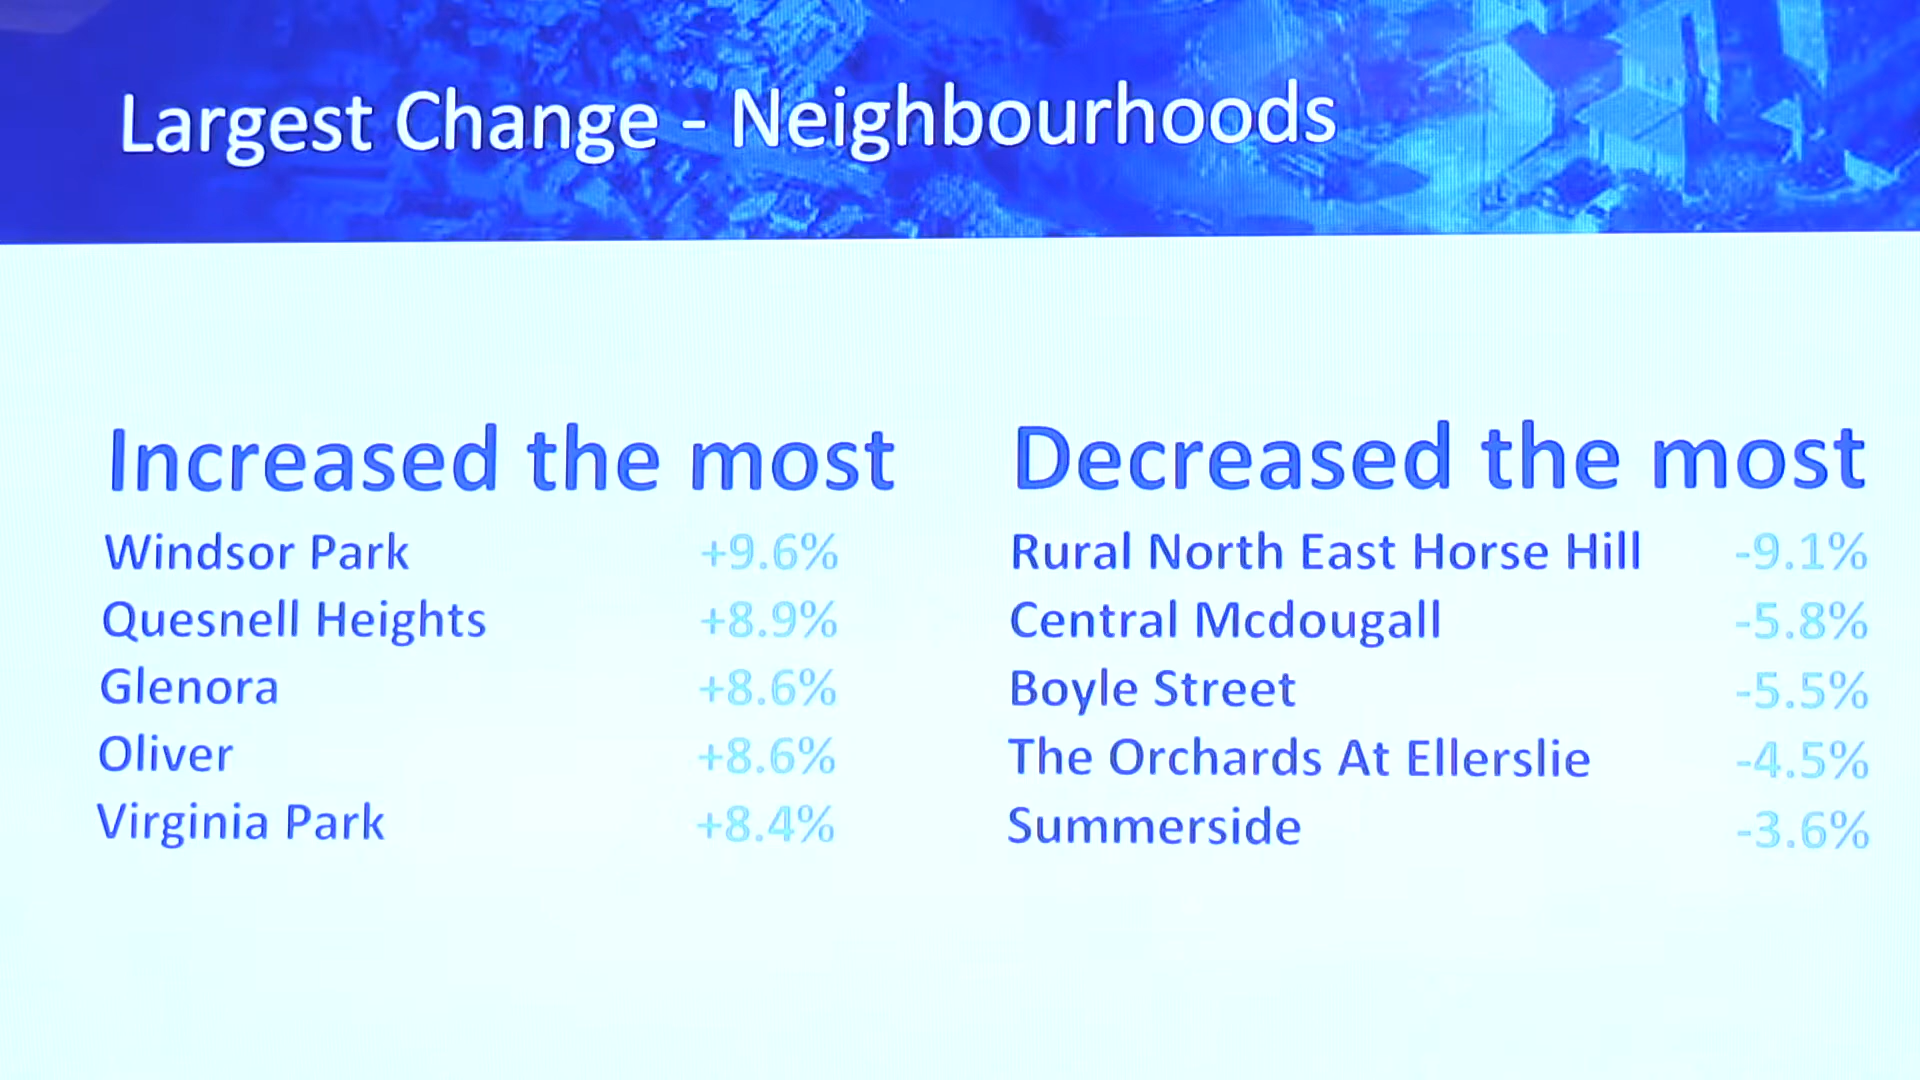 Largest Change - Neighbourhoods
Increased the most
Windsor Park +9.6%
Quesnell Heights +8.9%
Glenora +8.6%
Oliver +8.6%
Virginia Park +8.4%
Decreased the most
Rural North East Horse Hill -9.1%
Central Mcdougall -5.8%
Boyle Street -5.5%
The Orchards At Ellerslie -4.5%
Summerside -3.6%